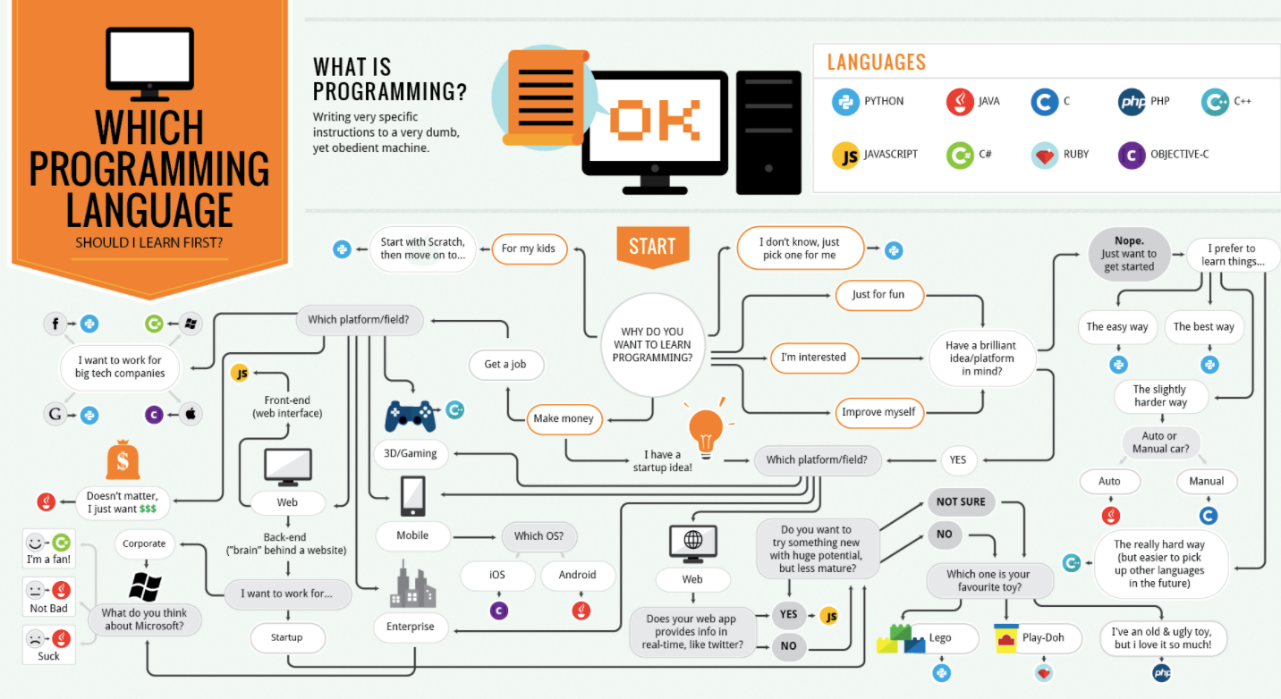 WHICH
PROGRAMMING
LANGUAGE
SHOULD I LEARN FIRST?
WHAT IS
PROGRAMMING?
Writing very specific
instructions to a very dumb,
yet obedient machine.
OK
LANGUAGES
PYTHON
JAVA
C
C
php
PHP
C++
C++
JS
JAVASCRIPT
C#
C#
RUBY
C
OBJECTIVE-C
START
WHY DO YOU
WANT TO LEARN
PROGRAMMING?
For my kids
Start with Scratch,
then move on to...
I don't know, just
pick one for me
Just for fun
I'm interested
Improve myself
Have a brilliant
idea/platform
in mind?
Nope.
Just want to
get started
I prefer to
learn things...
The easy way
The best way
The slightly
harder way
Auto or
Manual car?
Auto
Manual
C
The really hard way
(but easier to pick
up other languages
in the future)
C++
YES
Which platform/field?
Make money
I have a
startup idea!
Get a job
Which platform/field?
I want to work for
big tech companies
f
C#
G
C
$
Doesn't matter,
I just want $$$
JS
Front-end
(web interface)
Web
Back-end
("brain" behind a website)
I want to work for...
Corporate
Startup
What do you think
about Microsoft?
C#
I'm a fan!
Not Bad
Suck
C++
3D/Gaming
Mobile
Which OS?
iOS
Android
C
Enterprise
Web
Does your web app
provides info in
real-time, like twitter?
YES
JS
NO
Do you want to
try something new
with huge potential,
but less mature?
NOT SURE
NO
Which one is your
favourite toy?
Lego
Play-Doh
I've an old & ugly toy,
but i love it so much!
php